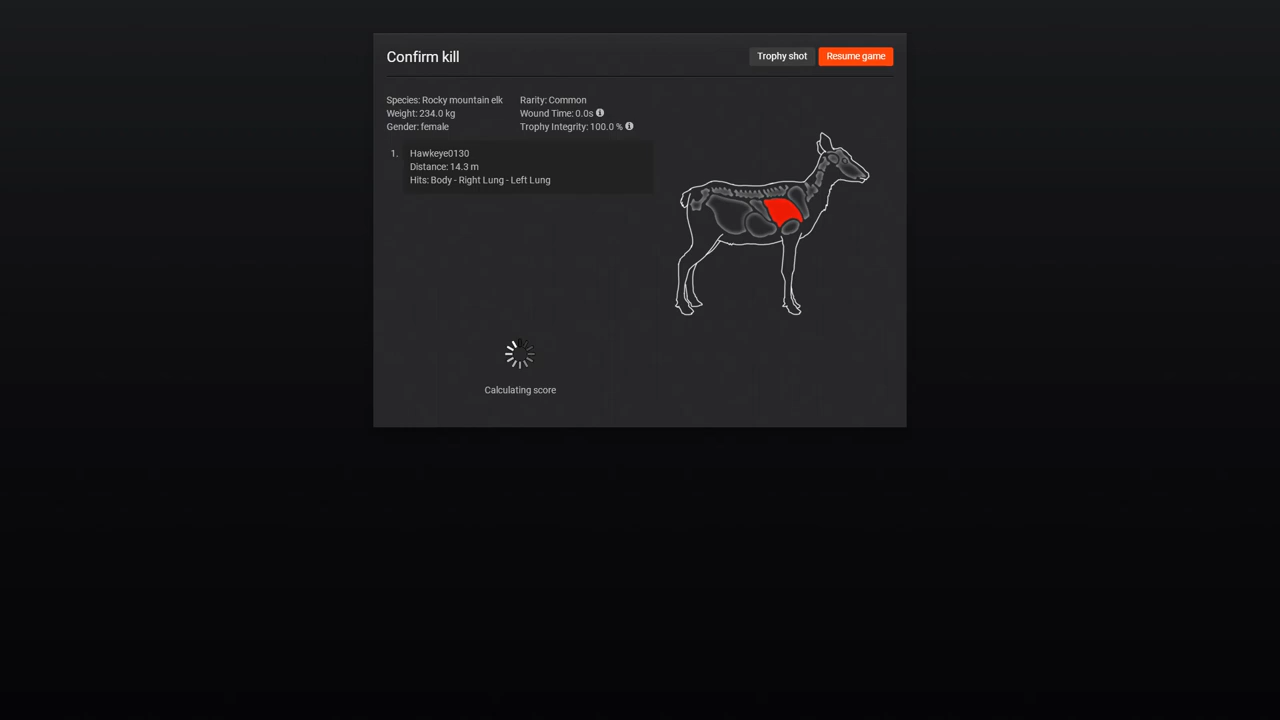 Confirm kill
Trophy shot
Resume game
Species: Rocky mountain elk
Weight: 234.0 kg
Gender: female
Rarity: Common
Wound Time: 0.0s
Trophy Integrity: 100.0 %
1.
Hawkeye0130
Distance: 14.3 m
Hits: Body - Right Lung - Left Lung
Calculating score